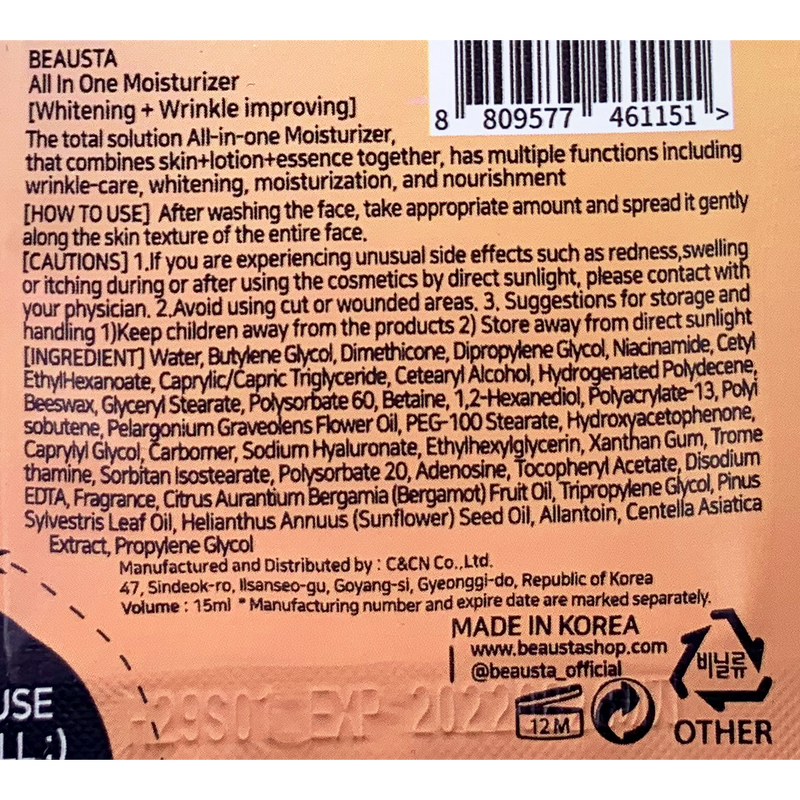 BEAUSTA
All In One Moisturizer
[Whitening + Wrinkle improving]
8 809577 461151 >
The total solution All-in-one Moisturizer,
that combines skin+lotion+essence together, has multiple functions including
wrinkle-care, whitening, moisturization, and nourishment
[HOW TO USE] After washing the face, take appropriate amount and spread it gently
along the skin texture of the entire face.
[CAUTIONS] 1.If you are experiencing unusual side effects such as redness,swelling
or itching during or after using the cosmetics by direct sunlight, please contact with
your physician. 2.Avoid using cut or wounded areas. 3. Suggestions for storage and
handling 1)Keep children away from the products 2) Store away from direct sunlight
[INGREDIENT] Water, Butylene Glycol, Dimethicone, Dipropylene Glycol, Niacinamide, Cetyl
EthylHexanoate, Caprylic/Capric Triglyceride, Cetearyl Alcohol, Hydrogenated Polydecene,
Beeswax, Glyceryl Stearate, Polysorbate 60, Betaine, 1,2-Hexanediol, Polyacrylate-13, Polyi
sobutene, Pelargonium Graveolens Flower Oil, PEG-100 Stearate, Hydroxyacetophenone,
Caprylyl Glycol, Carbomer, Sodium Hyaluronate, Ethylhexylglycerin, Xanthan Gum, Trome
thamine, Sorbitan Isostearate, Polysorbate 20, Adenosine, Tocopheryl Acetate, Disodium
EDTA, Fragrance, Citrus Aurantium Bergamia (Bergamot) Fruit Oil, Tripropylene Glycol, Pinus
Sylvestris Leaf Oil, Helianthus Annuus (Sunflower) Seed Oil, Allantoin, Centella Asiatica
Extract, Propylene Glycol
Manufactured and Distributed by : C&CN Co.,Ltd.
47, Sindeok-ro, Ilsanseo-gu, Goyang-si, Gyeonggi-do, Republic of Korea
Volume : 15ml * Manufacturing number and expire date are marked separately.
MADE IN KOREA
www.beaustashop.com
@beausta_official
비닐류
OTHER
12M
USE
LL ;)
H29S01 EXP 2022